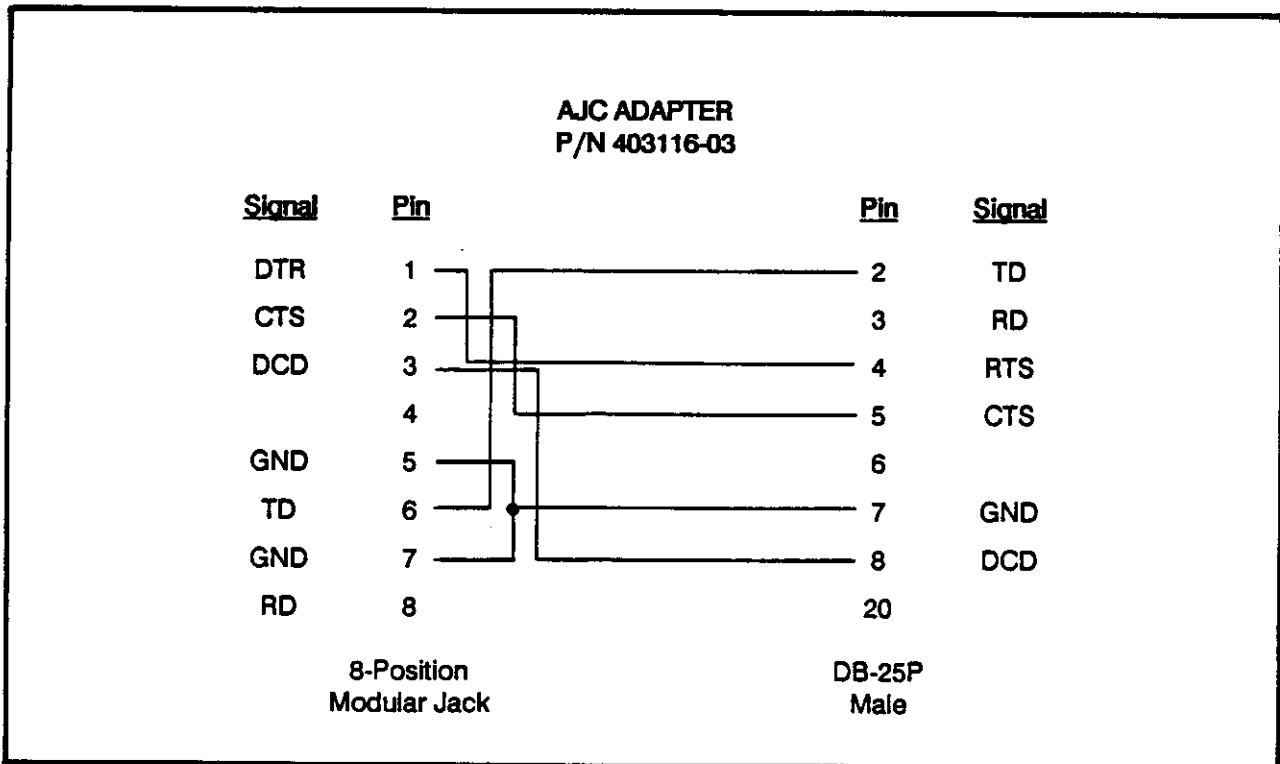 AJC ADAPTER
P/N 403116-03
Signal Pin Pin Signal
DTR 1 2 TD
CTS 2 3 RD
DCD 3 4 RTS
4 5 CTS
GND 5 6
TD 6 7 GND
GND 7 8 DCD
RD 8 20
8-Position DB-25P
Modular Jack Male